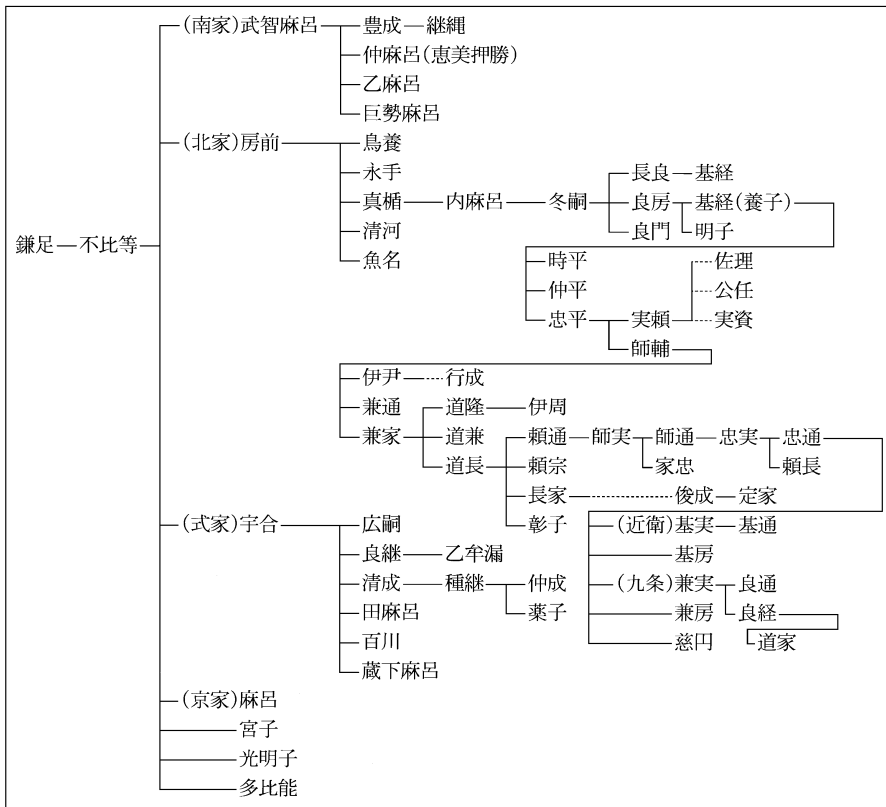 (南家)武智麻呂 豊成 継縄
仲麻呂(恵美押勝)
乙麻呂
巨勢麻呂
(北家)房前 鳥養
永手 長良 基経
真楯 内麻呂 冬嗣 良房 基経(養子)
清河 良門 明子
鎌足 不比等
魚名 時平 佐理
仲平 公任
忠平 実頼 実資
師輔
伊尹 行成
兼通 道隆 伊周
兼家 道兼 頼通 師実 師通 忠実 忠通
道長 頼宗 家忠 頼長
長家 俊成 定家
(式家)宇合 広嗣 彰子 (近衛)基実 基通
良継 乙牟漏 基房
清成 種継 仲成 (九条)兼実 良通
田麻呂 薬子 兼房 良経
百川 慈円 道家
蔵下麻呂
(京家)麻呂
宮子
光明子
多比能